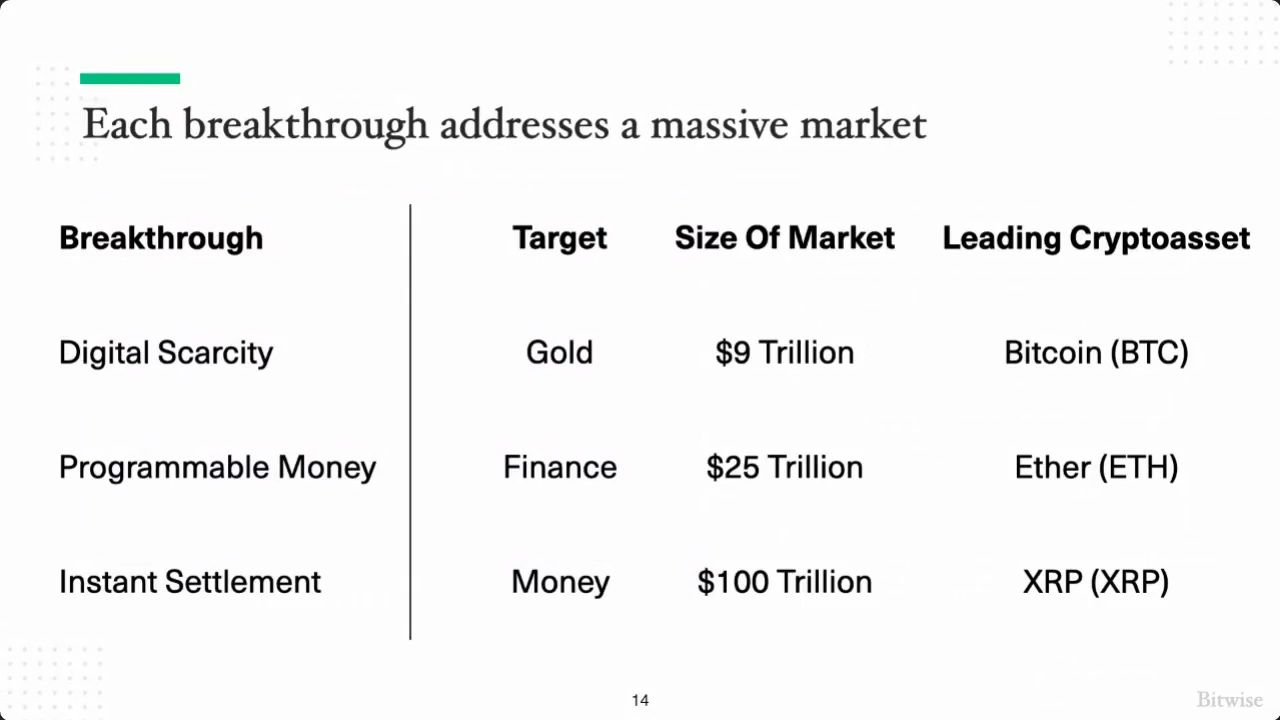 Each breakthrough addresses a massive market
Breakthrough Target Size Of Market Leading Cryptoasset
Digital Scarcity Gold $9 Trillion Bitcoin (BTC)
Programmable Money Finance $25 Trillion Ether (ETH)
Instant Settlement Money $100 Trillion XRP (XRP)
14
Bitwise